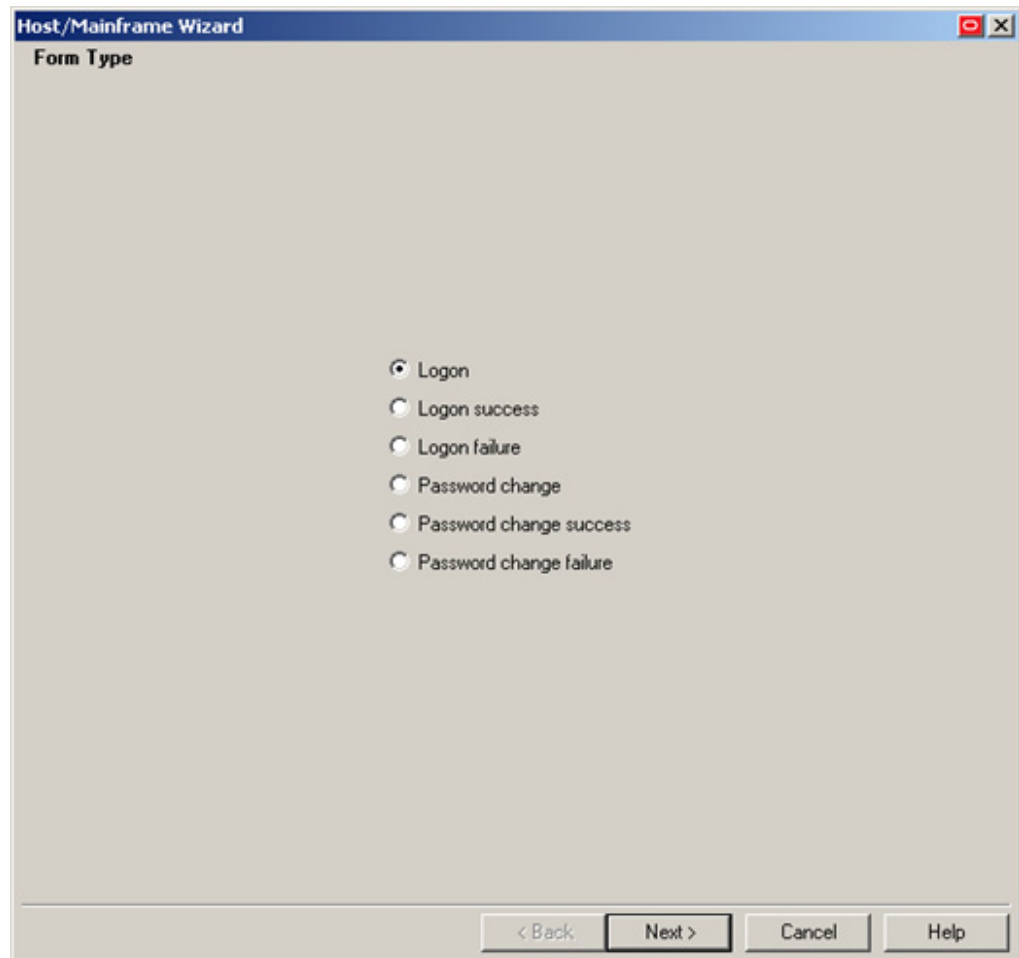 Host/Mainframe Wizard
Form Type
Logon
Logon success
Logon failure
Password change
Password change success
Password change failure
< Back Next > Cancel Help